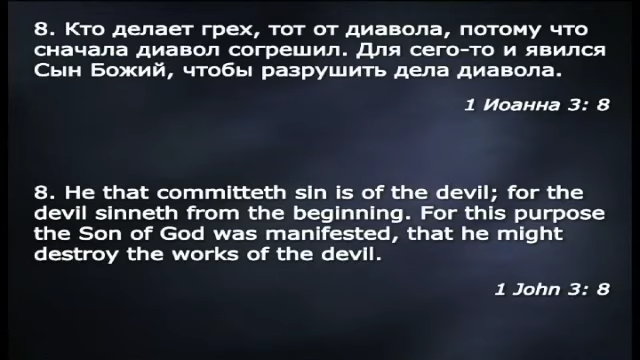 8. Кто делает грех, тот от диавола, потому что
сначала диавол согрешил. Для сего-то и явился
Сын Божий, чтобы разрушить дела диавола.
1 Иоанна 3: 8
8. He that committeth sin is of the devil; for the
devil sinneth from the beginning. For this purpose
the Son of God was manifested, that he might
destroy the works of the devil.
1 John 3: 8